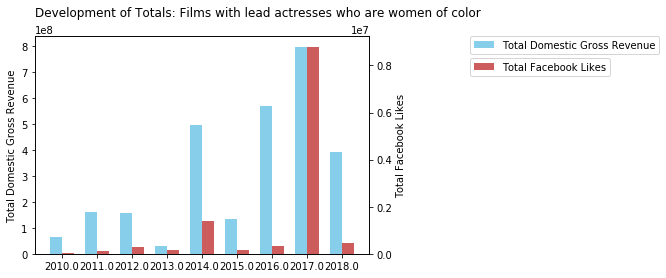 Development of Totals: Films with lead actresses who are women of color
1e8
1e7
8
7
6
5
4
3
2
1
0
Total Domestic Gross Revenue
0.8
0.6
0.4
0.2
0.0
Total Facebook Likes
2010.0 2011.0 2012.0 2013.0 2014.0 2015.0 2016.0 2017.0 2018.0
Total Domestic Gross Revenue
Total Facebook Likes